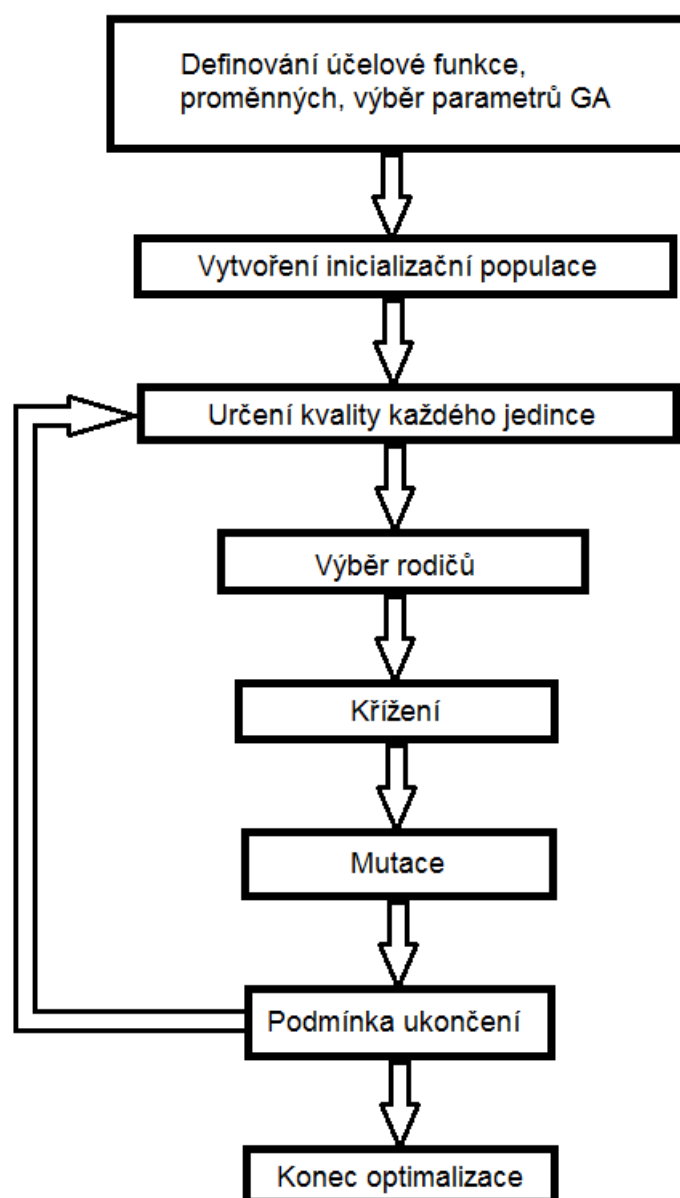 Definování účelové funkce,
proměnných, výběr parametrů GA
Vytvoření inicializační populace
Určení kvality každého jedince
Výběr rodičů
Křížení
Mutace
Podmínka ukončení
Konec optimalizace